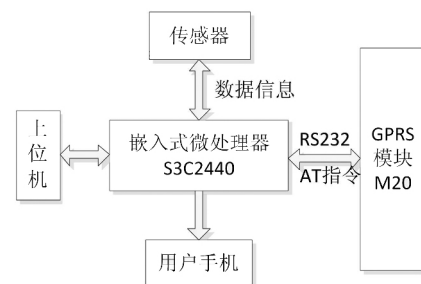 传感器
数据信息
上位机
嵌入式微处理器
S3C2440
RS232
AT指令
GPRS
模块
M20
用户手机